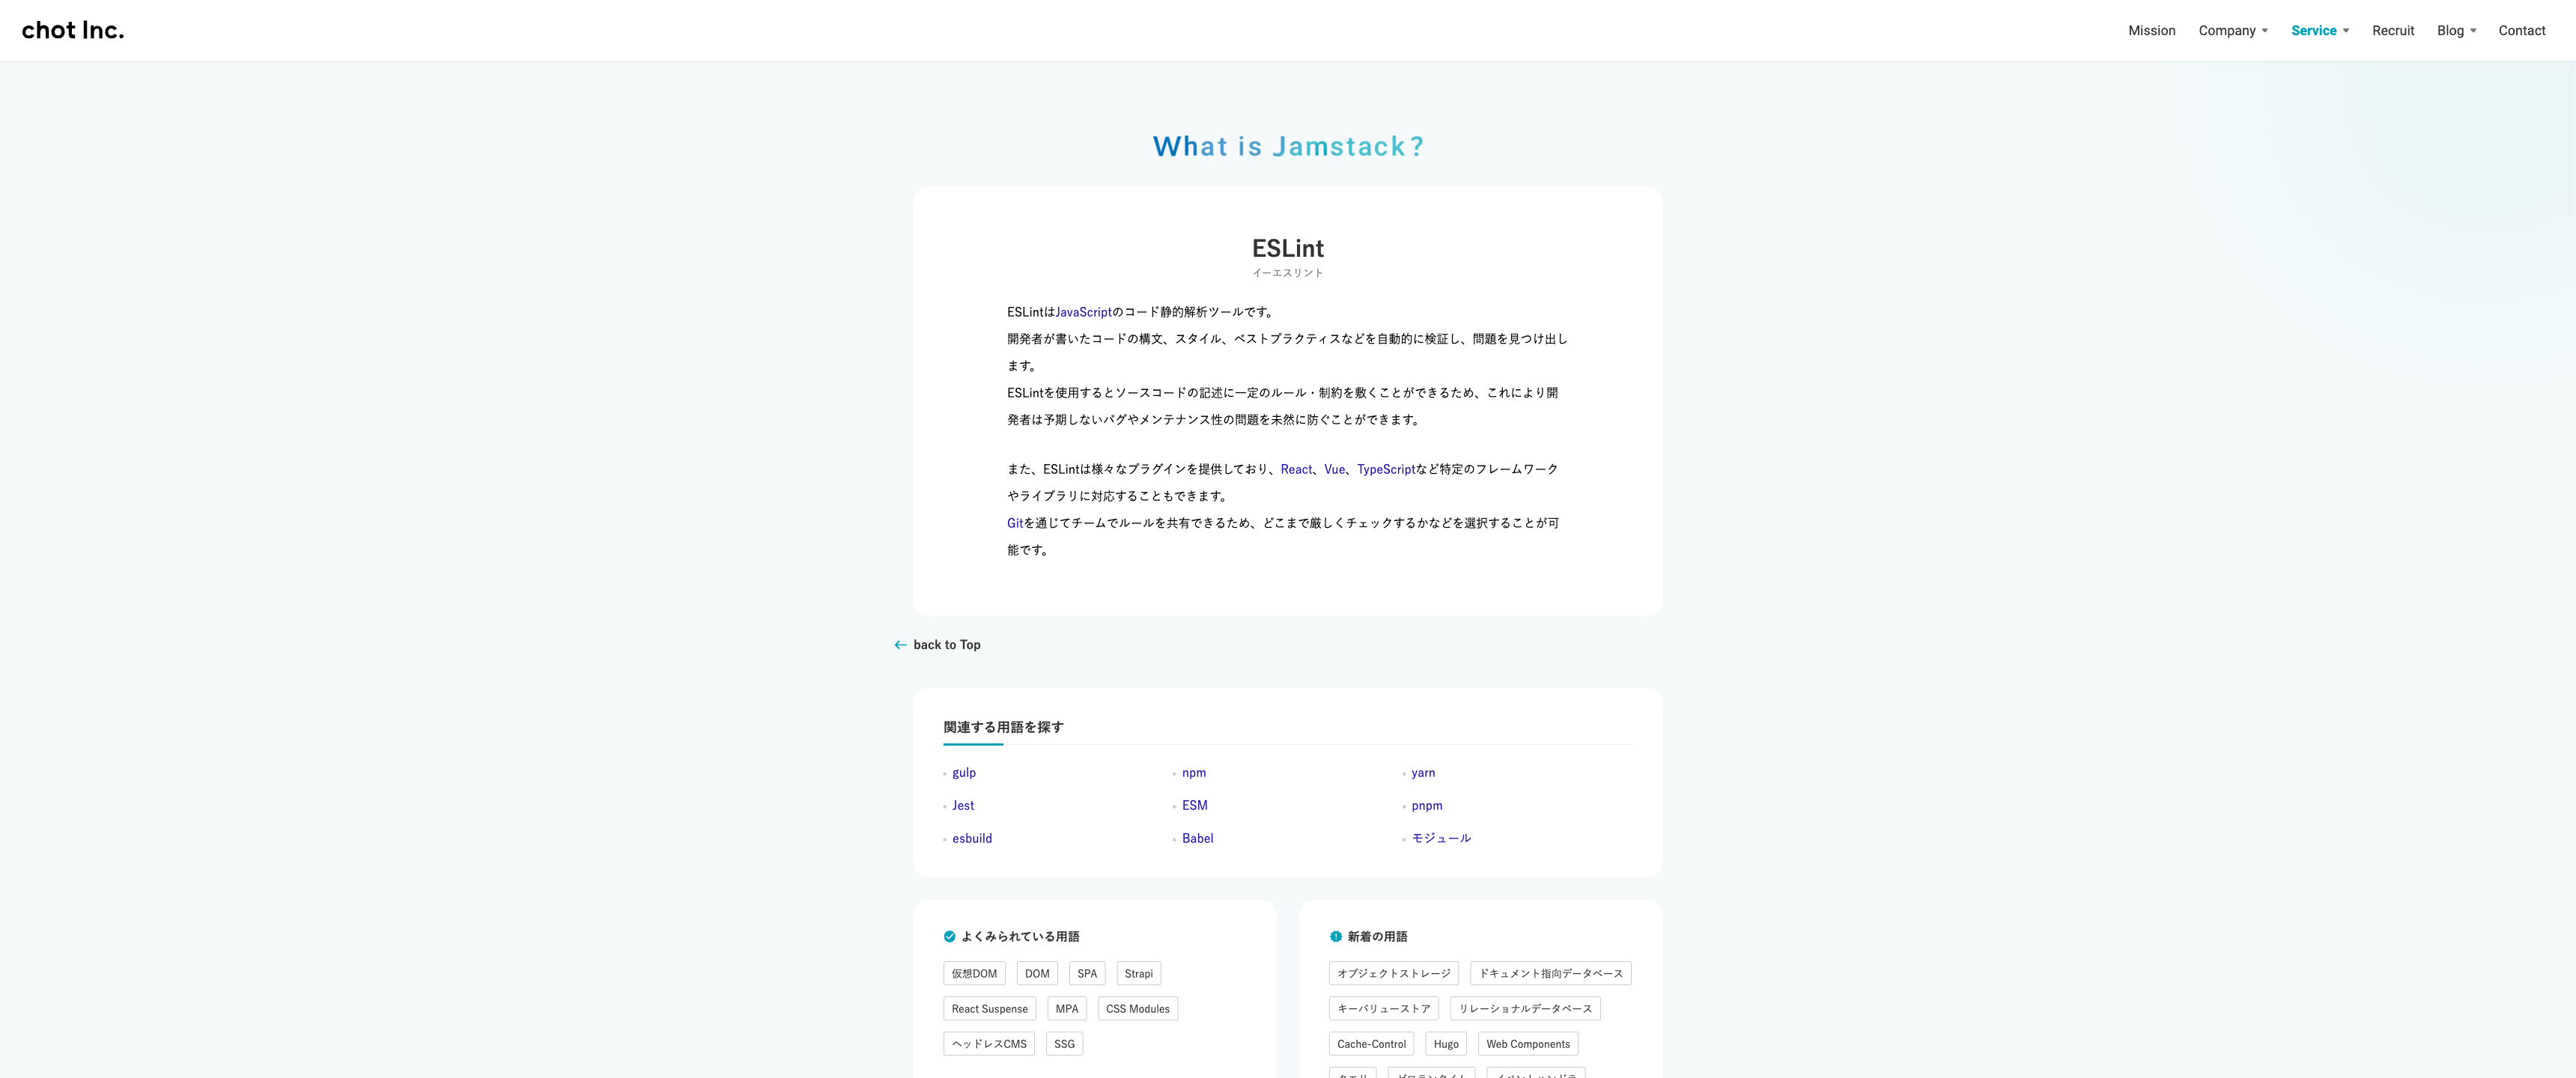 chot Inc.
Mission Company Service Recruit Blog Contact
What is Jamstack?
ESLint
イーエスリント
ESLintはJavaScriptのコード静的解析ツールです。
開発者が書いたコードの構文、スタイル、ベストプラクティスなどを自動的に検証し、問題を見つけ出し
ます。
ESLintを使用するとソースコードの記述に一定のルール・制約を敷くことができるため、これにより開
発者は予期しないバグやメンテナンス性の問題を未然に防ぐことができます。
また、ESLintは様々なプラグインを提供しており、React、Vue、TypeScriptなど特定のフレームワーク
やライブラリに対応することもできます。
Gitを通じてチームでルールを共有できるため、どこまで厳しくチェックするかなどを選択することが可
能です。
back to Top
関連する用語を探す
gulp npm yarn
Jest ESM pnpm
esbuild Babel モジュール
よくみられている用語
仮想DOM DOM SPA Strapi
React Suspense MPA CSS Modules
ヘッドレスCMS SSG
新着の用語
オブジェクトストレージ ドキュメント指向データベース
キーバリューストア リレーショナルデータベース
Cache-Control Hugo Web Components